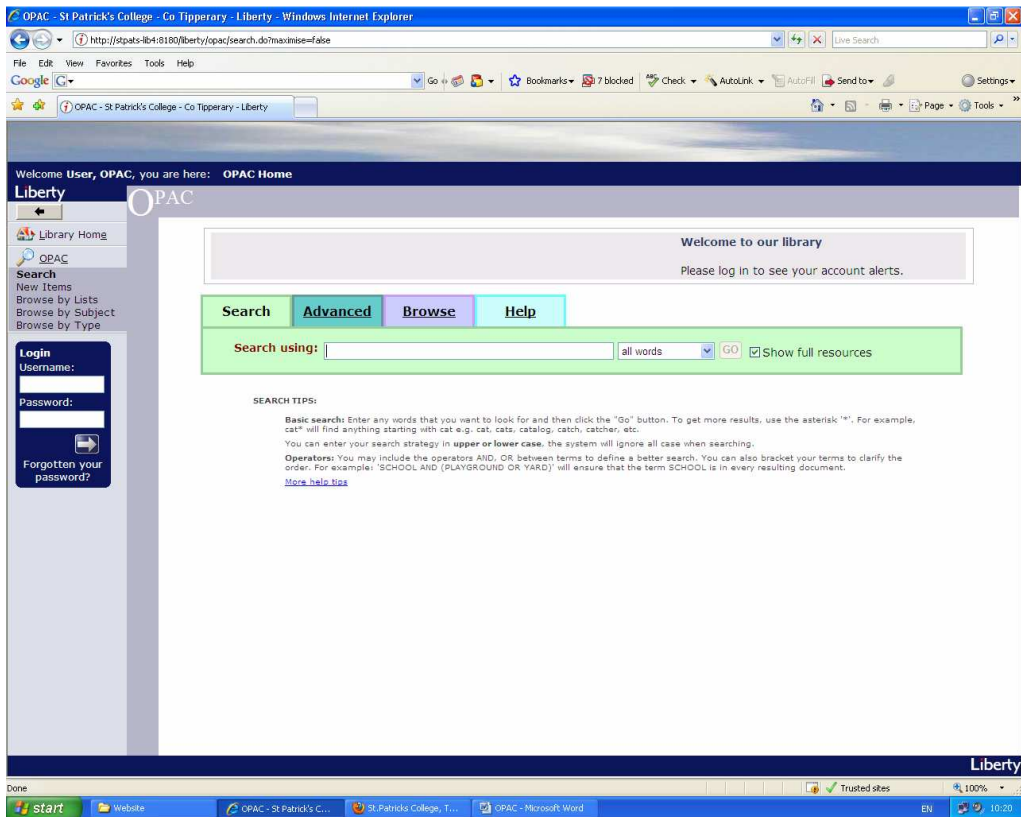 OPAC - St Patrick's College - Co Tipperary - Liberty - Windows Internet Explorer
http://stpats-lib4:8180/liberty/opac/search.do?maximise=false
Live Search
File Edit View Favorites Tools Help
Google G Go Bookmarks 7 blocked ABC Check AutoLink AutoFill Send to Settings
OPAC - St Patrick's College - Co Tipperary - Liberty
Page Tools »
Welcome User, OPAC, you are here: OPAC Home
Liberty
OPAC
Library Home
OPAC
Search
New Items
Browse by Lists
Browse by Subject
Browse by Type
Login
Username:
Password:
Forgotten your
password?
Welcome to our library
Please log in to see your account alerts.
Search Advanced Browse Help
Search using: all words GO Show full resources
SEARCH TIPS:
Basic search: Enter any words that you want to look for and then click the "Go" button. To get more results, use the asterisk '*'. For example,
cat* will find anything starting with cat e.g. cat, cats, catalog, catch, catcher, etc.
You can enter your search strategy in upper or lower case, the system will ignore all case when searching.
Operators: You may include the operators AND, OR between terms to define a better search. You can also bracket your terms to clarify the
order. For example: 'SCHOOL AND (PLAYGROUND OR YARD)' will ensure that the term SCHOOL is in every resulting document.
More help tips
Liberty
Done
Trusted sites
100%
start
Website
OPAC - St Patrick's C...
St.Patricks College, T...
OPAC - Microsoft Word
EN
10:20